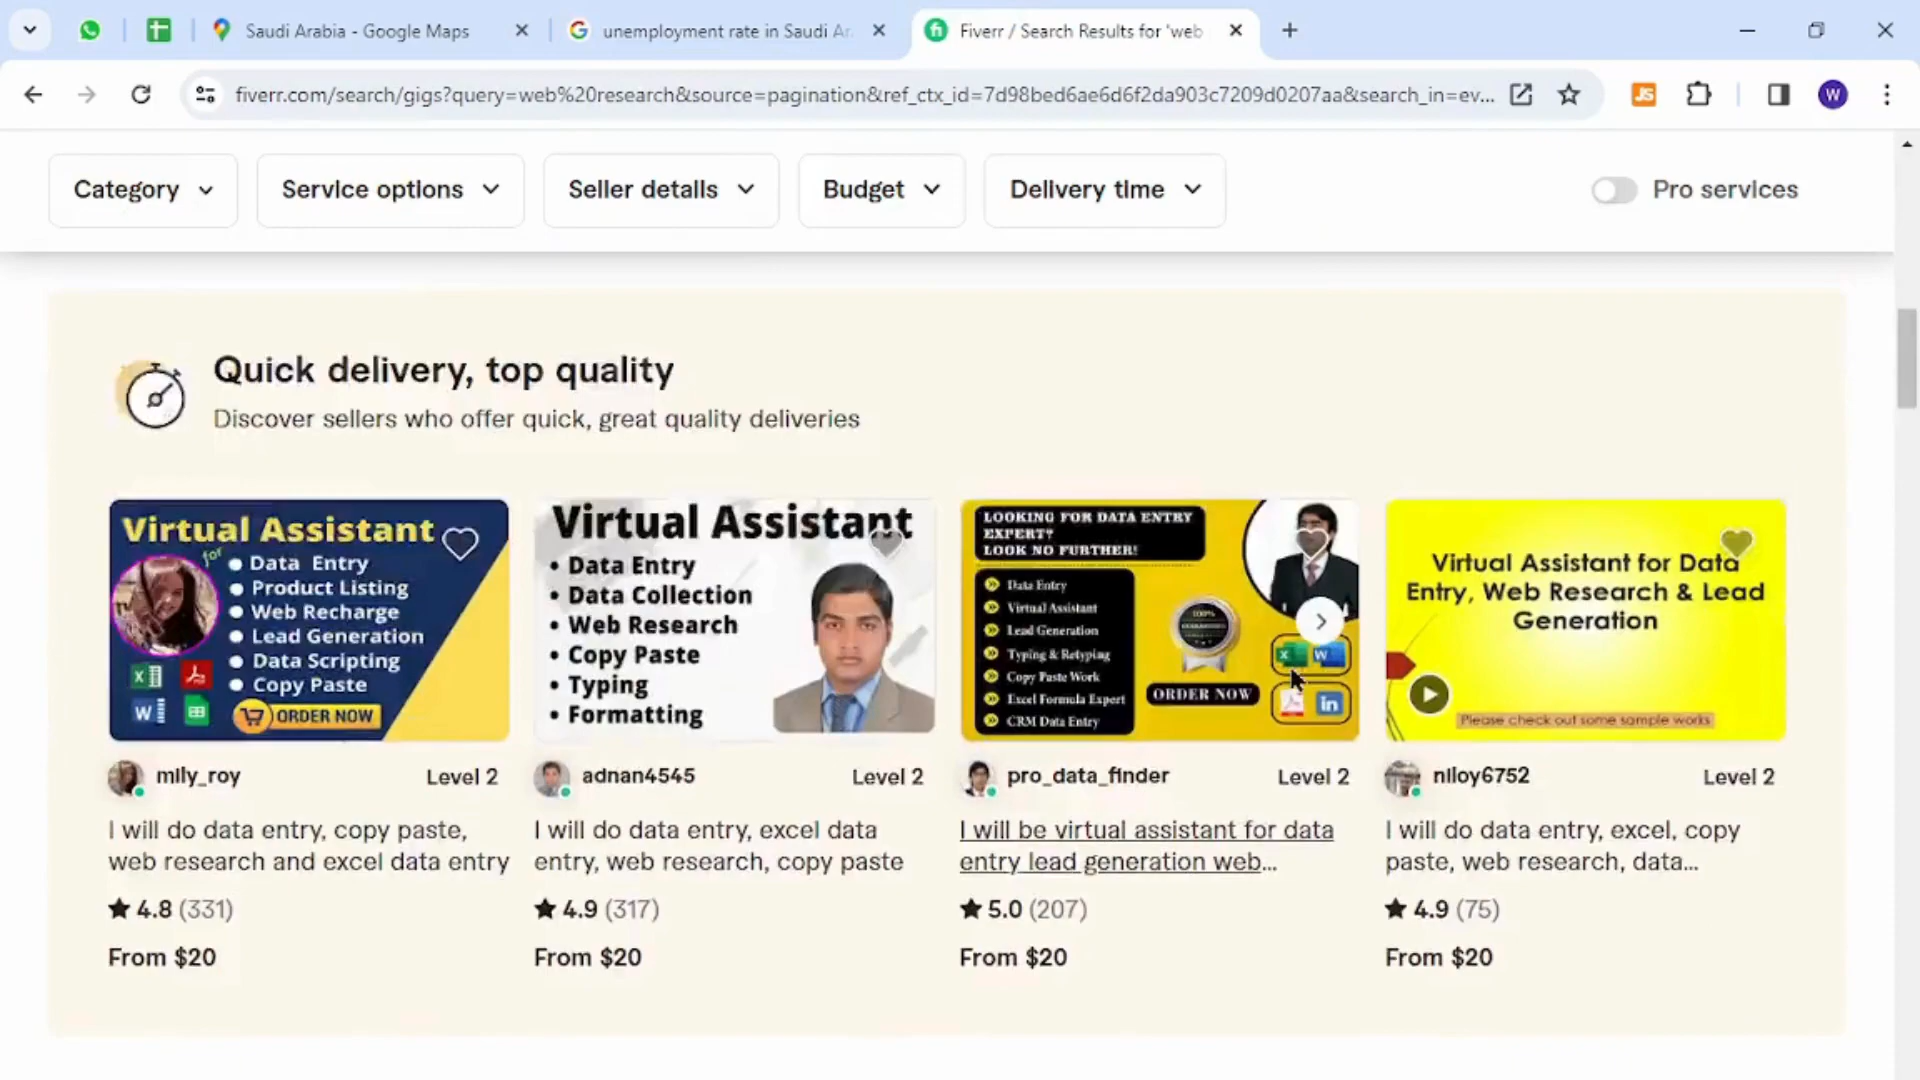 Saudi Arabia - Google Maps
unemployment rate in Saudi Ar
Fiverr / Search Results for 'web
fiverr.com/search/gigs?query=web%20research&source=pagination&ref_ctx_id=7d98bed6ae6d6f2da903c7209d0207aa&search_in=ev...
JS
W
Category
Service options
Seller details
Budget
Delivery time
Pro services
Quick delivery, top quality
Discover sellers who offer quick, great quality deliveries
Virtual Assistant
for
Data Entry
Product Listing
Web Recharge
Lead Generation
Data Scripting
Copy Paste
ORDER NOW
mily_roy
Level 2
I will do data entry, copy paste,
web research and excel data entry
4.8 (331)
From $20
Virtual Assistant
• Data Entry
• Data Collection
• Web Research
• Copy Paste
• Typing
• Formatting
adnan4545
Level 2
I will do data entry, excel data
entry, web research, copy paste
4.9 (317)
From $20
LOOKING FOR DATA ENTRY
EXPERT?
LOOK NO FURTHER!
Data Entry
Virtual Assistant
Lead Generation
Typing & Retyping
Copy Paste Work
Excel Formula Expert
CRM Data Entry
100%
ORDER NOW
W
in
pro_data_finder
Level 2
I will be virtual assistant for data
entry lead generation web...
5.0 (207)
From $20
Virtual Assistant for Data
Entry, Web Research & Lead
Generation
Please check out some sample works
niloy6752
Level 2
I will do data entry, excel, copy
paste, web research, data...
4.9 (75)
From $20